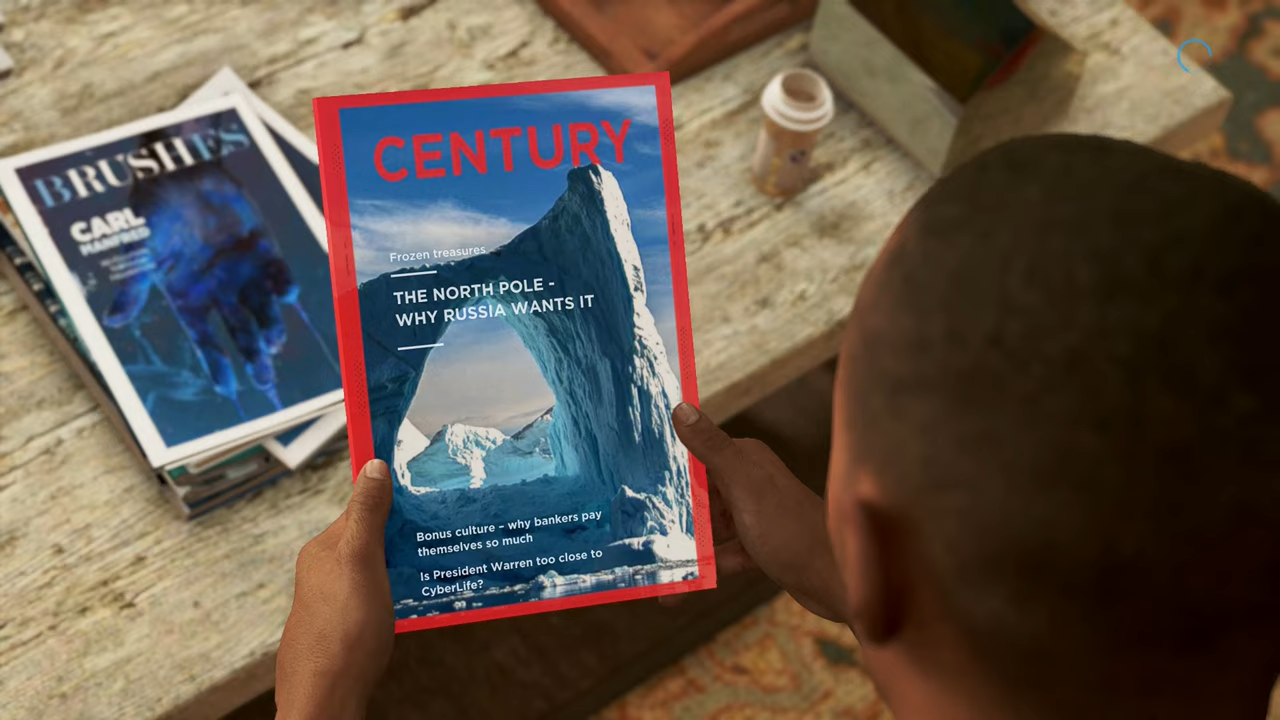 BRUSHES
CARL
MANFRED
CENTURY
Frozen treasures
THE NORTH POLE -
WHY RUSSIA WANTS IT
Bonus culture – why bankers pay
themselves so much
Is President Warren too close to
CyberLife?